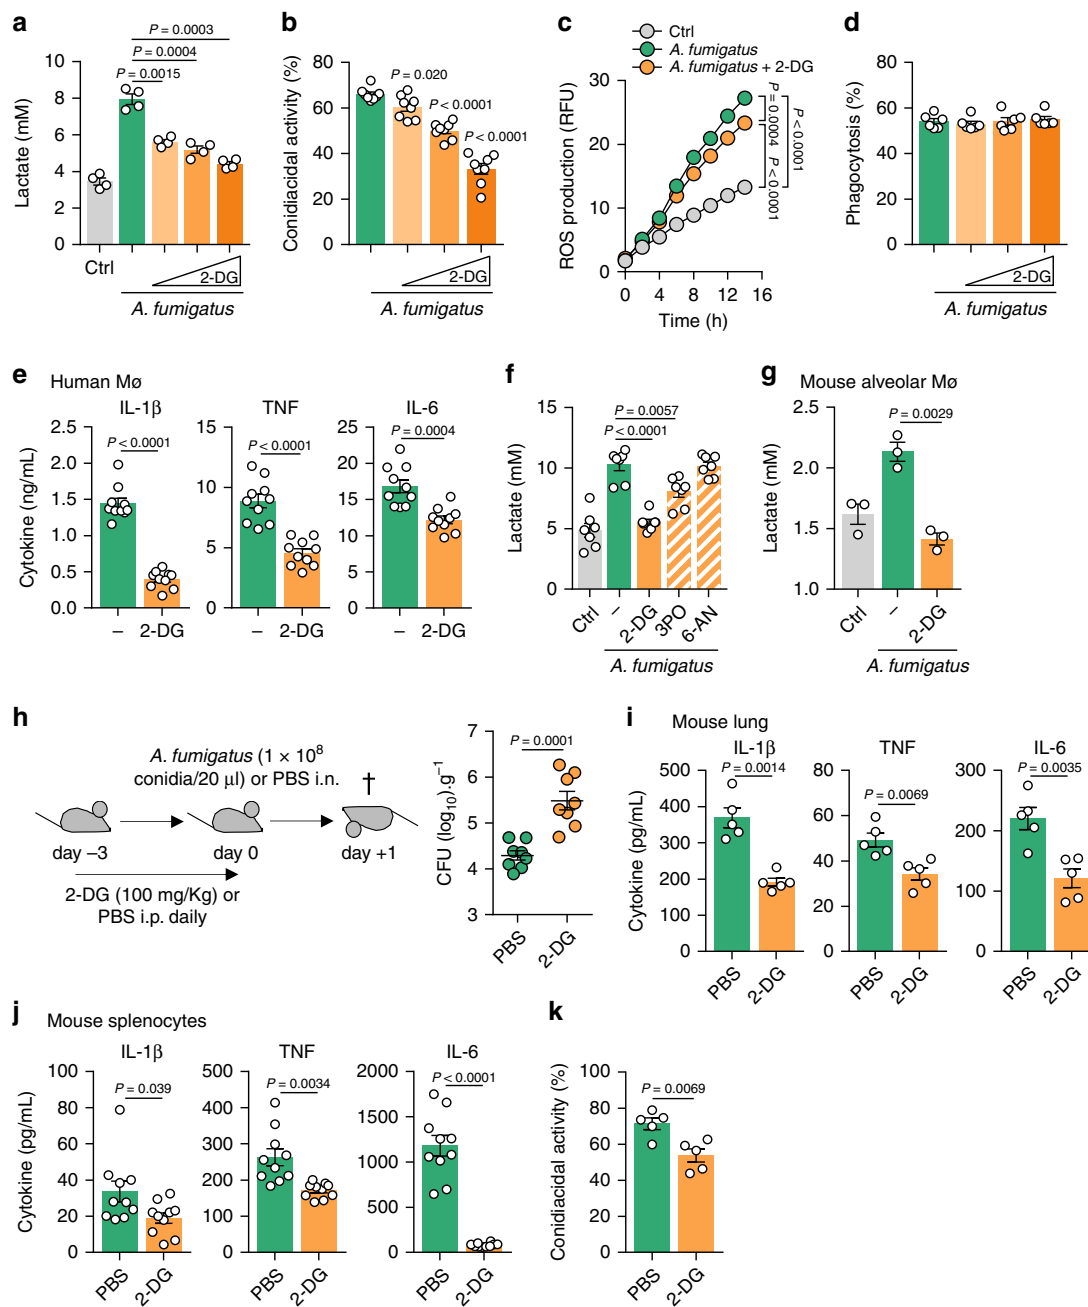 a
P = 0.0003
P = 0.0004
P = 0.0015
Lactate (mM)
10
8
6
4
2
0
Ctrl
2-DG
A. fumigatus
b
Conidiacidal activity (%)
80
60
40
20
0
P = 0.020
P < 0.0001
P < 0.0001
2-DG
A. fumigatus
c
Ctrl
A. fumigatus
A. fumigatus + 2-DG
ROS production (RFU)
30
20
10
0
P = 0.0004
P < 0.0001
P < 0.0001
0 4 8 12 16
Time (h)
d
Phagocytosis (%)
80
60
40
20
0
2-DG
A. fumigatus
e
Human Mø
IL-1β
TNF
IL-6
Cytokine (ng/mL)
2.5
2.0
1.5
1.0
0.5
0.0
P < 0.0001
– 2-DG
15
10
5
0
P < 0.0001
– 2-DG
25
20
15
10
5
0
P = 0.0004
– 2-DG
f
Lactate (mM)
15
10
5
0
P = 0.0057
P < 0.0001
Ctrl
–
2-DG
3PO
6-AN
A. fumigatus
g
Mouse alveolar Mø
Lactate (mM)
2.5
2.0
1.5
1.0
P = 0.0029
Ctrl
–
2-DG
A. fumigatus
h
A. fumigatus (1 × 10⁸
conidia/20 µl) or PBS i.n.
†
day –3
day 0
day +1
2-DG (100 mg/Kg) or
PBS i.p. daily
CFU (log₁₀).g⁻¹
7
6
5
4
3
P = 0.0001
PBS
2-DG
i
Mouse lung
IL-1β
TNF
IL-6
Cytokine (pg/mL)
500
400
300
200
100
0
P = 0.0014
PBS
2-DG
80
60
40
20
0
P = 0.0069
PBS
2-DG
300
200
100
0
P = 0.0035
PBS
2-DG
j
Mouse splenocytes
IL-1β
TNF
IL-6
Cytokine (pg/mL)
100
80
60
40
20
0
P = 0.039
PBS
2-DG
500
400
300
200
100
0
P = 0.0034
PBS
2-DG
2000
1500
1000
500
0
P < 0.0001
PBS
2-DG
k
Conidiacidal activity (%)
100
80
60
40
20
0
P = 0.0069
PBS
2-DG